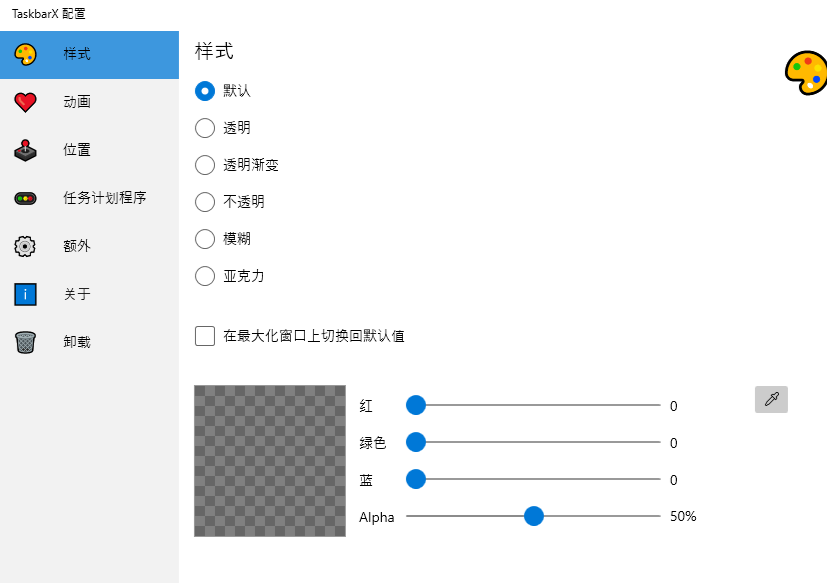 TaskbarX 配置
样式
动画
位置
任务计划程序
额外
关于
卸载
样式
默认
透明
透明渐变
不透明
模糊
亚克力
在最大化窗口上切换回默认值
红 0
绿色 0
蓝 0
Alpha 50%